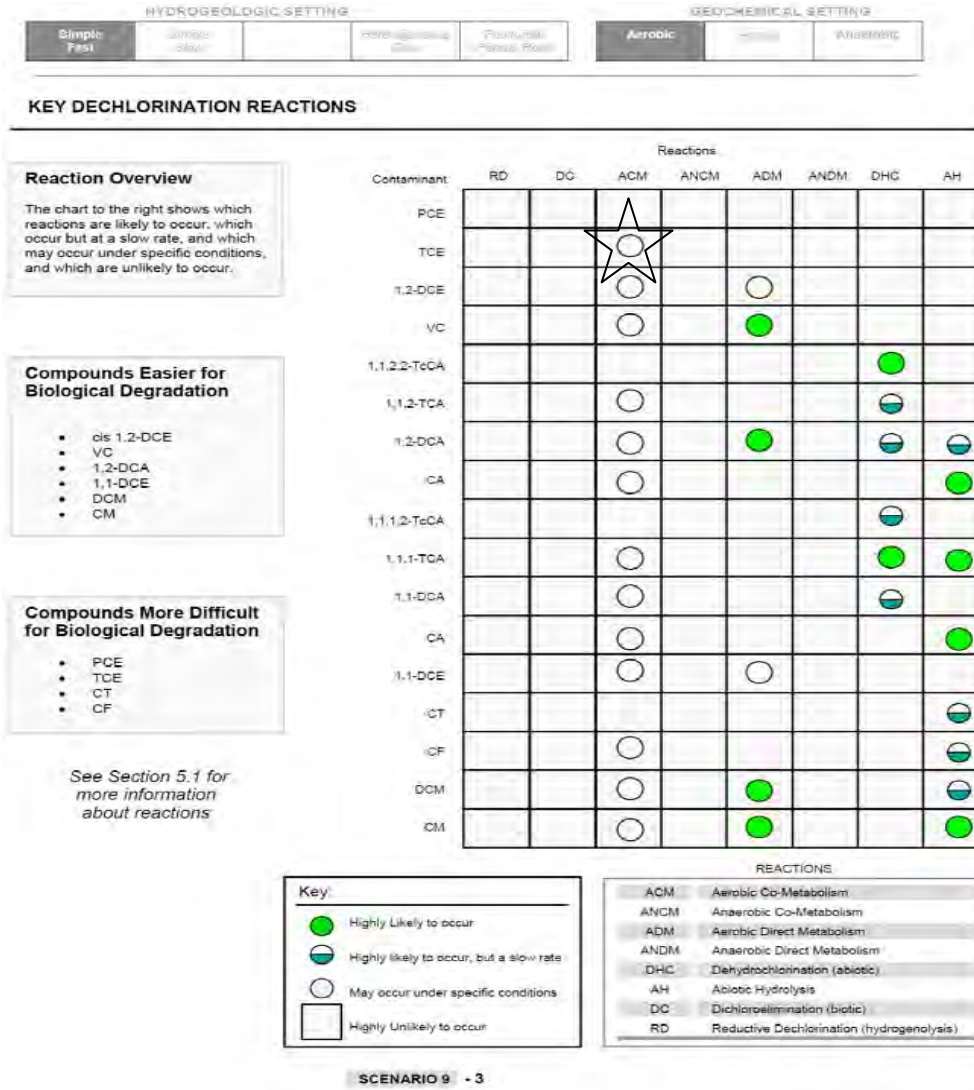 HYDROGEOLOGIC SETTING
GEOCHEMICAL SETTING
Simple
Fast
Aerobic
Anaerobic
KEY DECHLORINATION REACTIONS
Reaction Overview
The chart to the right shows which
reactions are likely to occur, which
occur but at a slow rate, and which
may occur under specific conditions,
and which are unlikely to occur.
Compounds Easier for
Biological Degradation
• cis 1,2-DCE
• VC
• 1,2-DCA
• 1,1-DCE
• DCM
• CM
Compounds More Difficult
for Biological Degradation
• PCE
• TCE
• CT
• CF
See Section 5.1 for
more information
about reactions
Reactions
Contaminant RD DC ACM ANCM ADM ANDM DHC AH
PCE
TCE
1,2-DCE
VC
1,1,2,2-TeCA
1,1,2-TCA
1,2-DCA
CA
1,1,1,2-TeCA
1,1,1-TCA
1,1-DCA
CA
1,1-DCE
CT
CF
DCM
CM
Key:
Highly Likely to occur
Highly likely to occur, but a slow rate
May occur under specific conditions
Highly Unlikely to occur
REACTIONS
ACM Aerobic Co-Metabolism
ANCM Anaerobic Co-Metabolism
ADM Aerobic Direct Metabolism
ANDM Anaerobic Direct Metabolism
DHC Dehydrochlorination (abiotic)
AH Abiotic Hydrolysis
DC Dichloroelimination (biotic)
RD Reductive Dechlorination (hydrogenolysis)
SCENARIO 9 - 3